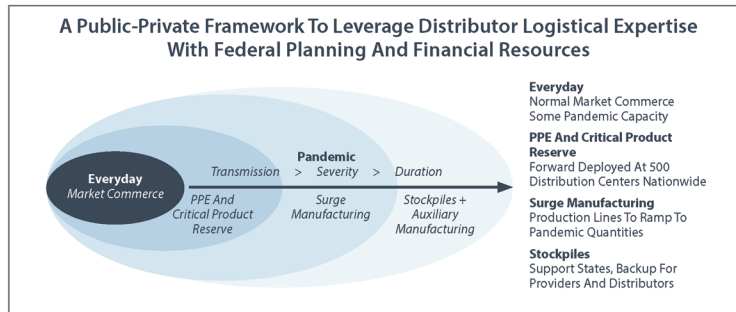 A Public-Private Framework To Leverage Distributor Logistical Expertise
With Federal Planning And Financial Resources
Everyday
Market Commerce
Pandemic
Transmission > Severity > Duration
PPE And
Critical Product
Reserve
Surge
Manufacturing
Stockpiles +
Auxiliary
Manufacturing
Everyday
Normal Market Commerce
Some Pandemic Capacity
PPE And Critical Product
Reserve
Forward Deployed At 500
Distribution Centers Nationwide
Surge Manufacturing
Production Lines To Ramp To
Pandemic Quantities
Stockpiles
Support States, Backup For
Providers And Distributors